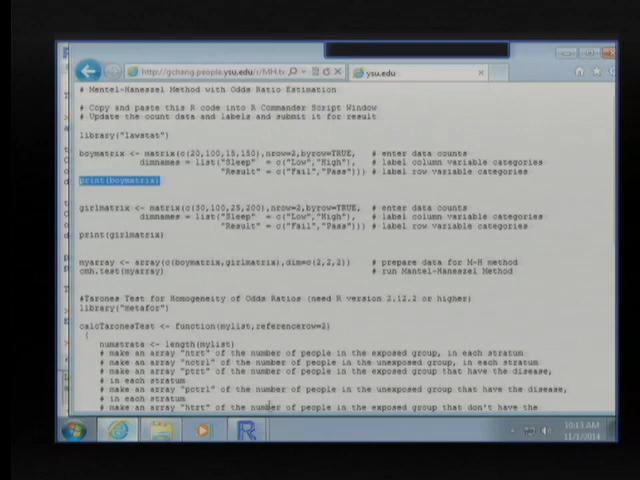 http://gchang.people.ysu.edu/r/MH.tx
ysu.edu
# Mentel-Haneszel Method with Odds Ratio Estimation
# Copy and paste this R code into R Commander Script Window
# Update the count data and labels and submit it for result
library("lawstat")
boymatrix <- matrix(c(20,100,15,150),nrow=2,byrow=TRUE, # enter data counts
dimnames = list("Sleep" = c("Low","High"), # label column variable categories
"Result" = c("Fail","Pass"))) # label row variable categories
print(boymatrix)
girlmatrix <- matrix(c(30,100,25,200),nrow=2,byrow=TRUE, # enter data counts
dimnames = list("Sleep" = c("Low","High"), # label column variable categories
"Result" = c("Fail","Pass"))) # label row variable categories
print(girlmatrix)
myarray <- array(c(boymatrix,girlmatrix),dim=c(2,2,2)) # prepare data for M-H method
cmh.test(myarray) # run Mantel-Haneszel Method
#Tarones Test for Homogeneity of Odds Ratios (need R version 2.12.2 or higher)
library("metafor")
calcTaronesTest <- function(mylist,referencerow=2)
{
numstrata <- length(mylist)
# make an array "ntrt" of the number of people in the exposed group, in each stratum
# make an array "nctrl" of the number of people in the unexposed group, in each stratum
# make an array "ptrt" of the number of people in the exposed group that have the disease,
# in each stratum
# make an array "pctrl" of the number of people in the unexposed group that have the disease,
# in each stratum
# make an array "htrt" of the number of people in the exposed group that don't have the
10:13 AM
11/1/2014